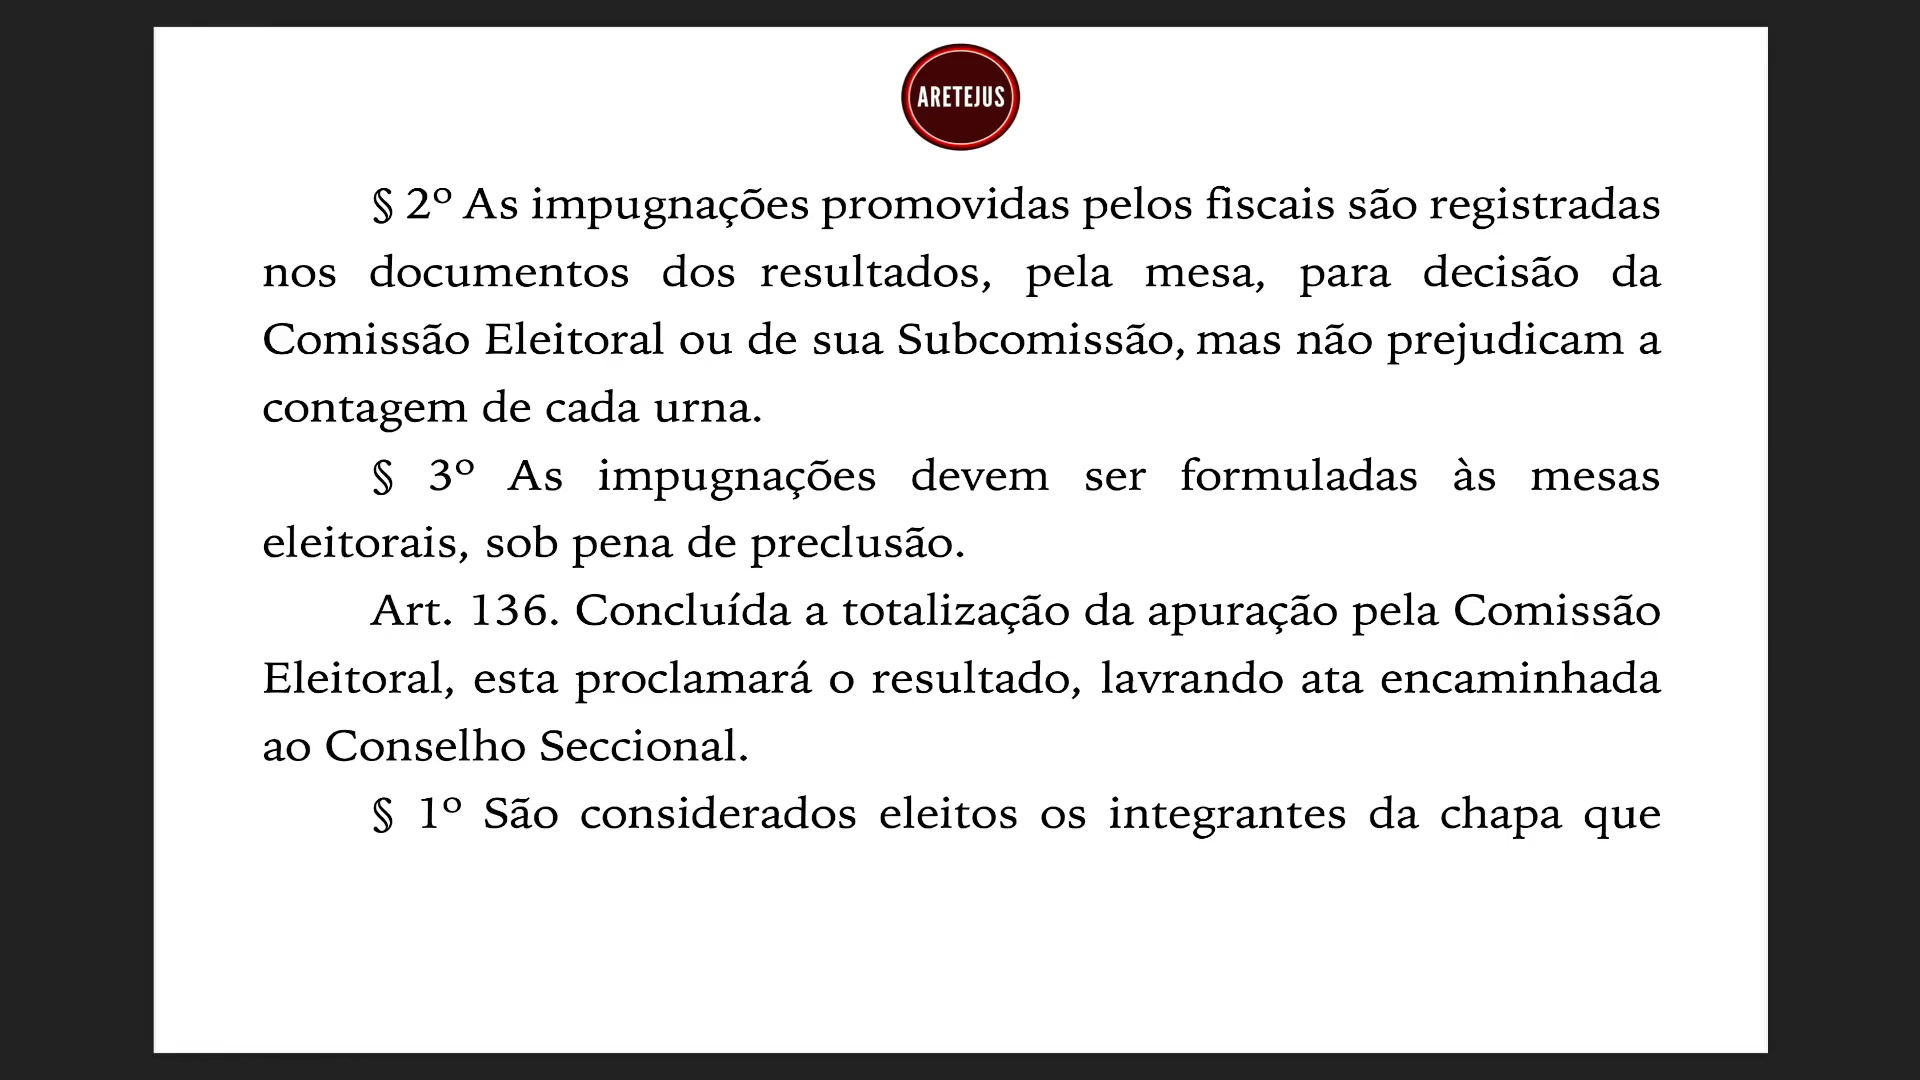 ARETEJUS
§ 2º As impugnações promovidas pelos fiscais são registradas
nos documentos dos resultados, pela mesa, para decisão da
Comissão Eleitoral ou de sua Subcomissão, mas não prejudicam a
contagem de cada urna.
§ 3º As impugnações devem ser formuladas às mesas
eleitorais, sob pena de preclusão.
Art. 136. Concluída a totalização da apuração pela Comissão
Eleitoral, esta proclamará o resultado, lavrando ata encaminhada
ao Conselho Seccional.
§ 1º São considerados eleitos os integrantes da chapa que